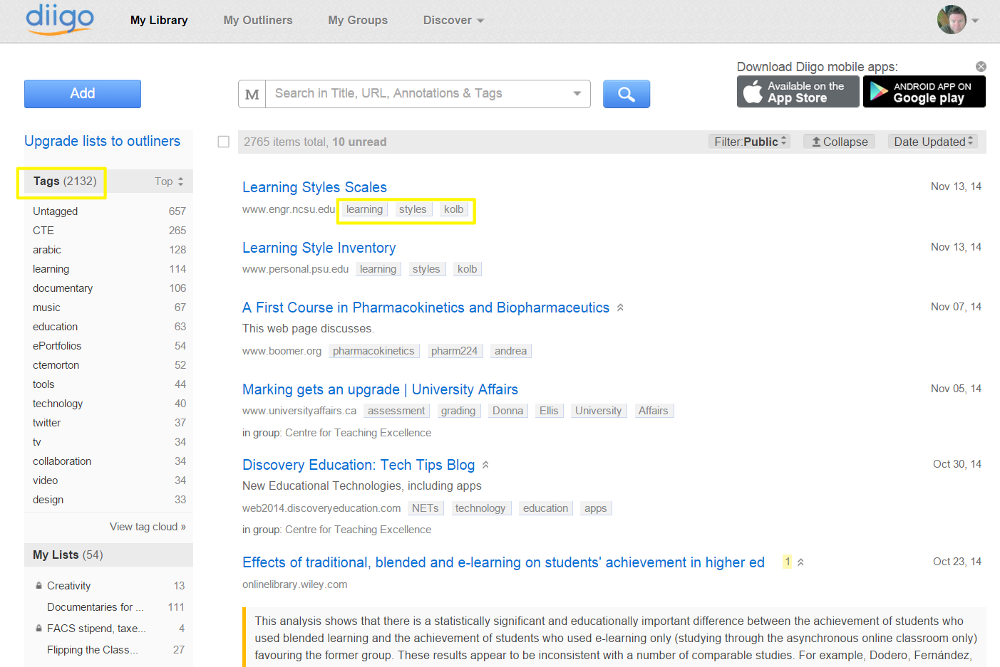 diigo My Library My Outliners My Groups Discover
Download Diigo mobile apps:
Add M Search in Title, URL, Annotations & Tags Available on the App Store ANDROID APP ON Google play
Upgrade lists to outliners
2765 items total, 10 unread Filter:Public Collapse Date Updated
Tags (2132) Top
Untagged 657
CTE 265
arabic 128
learning 114
documentary 106
music 67
education 63
ePortfolios 54
ctemorton 52
tools 44
technology 40
twitter 37
tv 34
collaboration 34
video 34
design 33
View tag cloud »
My Lists (54)
Creativity 13
Documentaries for ... 111
FACS stipend, taxe... 4
Flipping the Class... 27
Learning Styles Scales Nov 13, 14
www.engr.ncsu.edu learning styles kolb
Learning Style Inventory Nov 13, 14
www.personal.psu.edu learning styles kolb
A First Course in Pharmacokinetics and Biopharmaceutics Nov 07, 14
This web page discusses.
www.boomer.org pharmacokinetics pharm224 andrea
Marking gets an upgrade | University Affairs Nov 05, 14
www.universityaffairs.ca assessment grading Donna Ellis University Affairs
in group: Centre for Teaching Excellence
Discovery Education: Tech Tips Blog Oct 30, 14
New Educational Technologies, including apps
web2014.discoveryeducation.com NETs technology education apps
in group: Centre for Teaching Excellence
Effects of traditional, blended and e-learning on students' achievement in higher ed 1 Oct 23, 14
onlinelibrary.wiley.com
This analysis shows that there is a statistically significant and educationally important difference between the achievement of students who
used blended learning and the achievement of students who used e-learning only (studying through the asynchronous online classroom only)
favouring the former group. These results appear to be inconsistent with a number of comparable studies. For example, Dodero, Fernández,